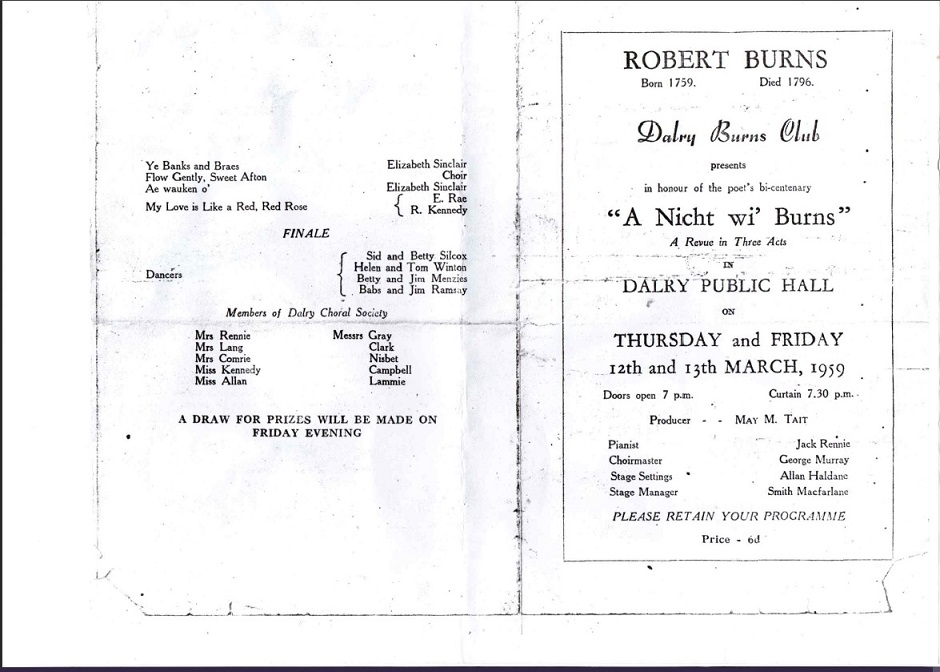 Ye Banks and Braes Elizabeth Sinclair
Flow Gently, Sweet Afton Choir
Ae wauken o' Elizabeth Sinclair
My Love is Like a Red, Red Rose { E. Rae
R. Kennedy
FINALE
Dancers { Sid and Betty Silcox
Helen and Tom Winton
Betty and Jim Menzies
Babs and Jim Ramsay
Members of Dalry Choral Society
Mrs Rennie Messrs Gray
Mrs Lang Clark
Mrs Comrie Nisbet
Miss Kennedy Campbell
Miss Allan Lammie
A DRAW FOR PRIZES WILL BE MADE ON
FRIDAY EVENING
ROBERT BURNS
Born 1759. Died 1796.
Dalry Burns Club
presents
in honour of the poet's bi-centenary
"A Nicht wi' Burns"
A Revue in Three Acts
IN
DALRY PUBLIC HALL
ON
THURSDAY and FRIDAY
12th and 13th MARCH, 1959
Doors open 7 p.m. Curtain 7.30 p.m.
Producer - - MAY M. TAIT
Pianist Jack Rennie
Choirmaster George Murray
Stage Settings Allan Haldane
Stage Manager Smith Macfarlane
PLEASE RETAIN YOUR PROGRAMME
Price - 6d